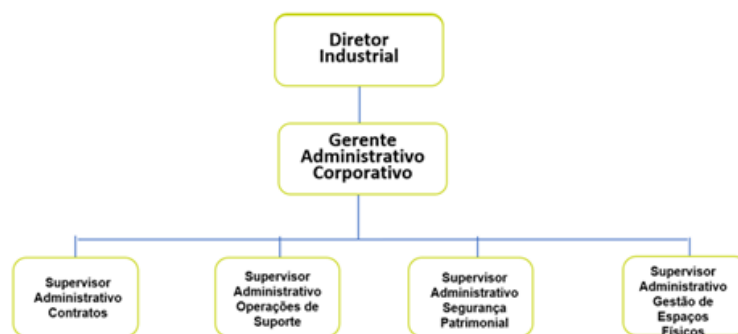 Diretor
Industrial
Gerente
Administrativo
Corporativo
Supervisor
Administrativo
Contratos
Supervisor
Administrativo
Operações de
Suporte
Supervisor
Administrativo
Segurança
Patrimonial
Supervisor
Administrativo
Gestão de
Espaços
Físicos